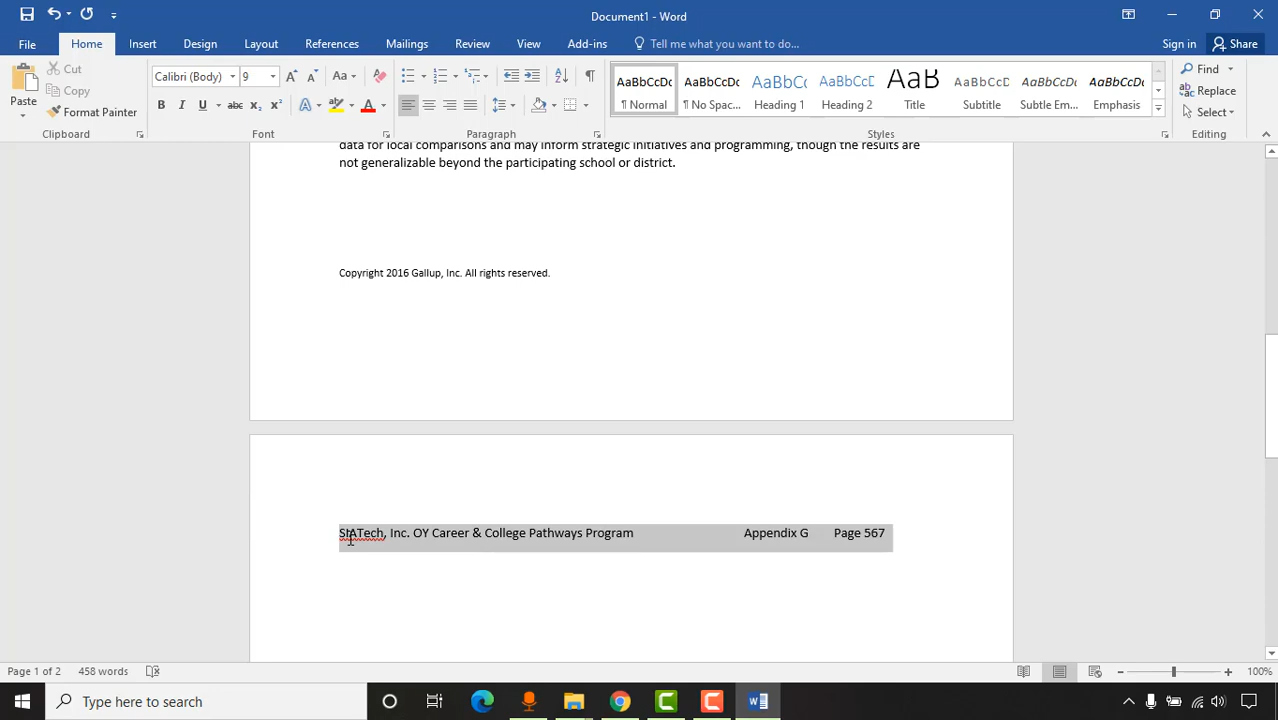 Document1 - Word
File
Home
Insert
Design
Layout
References
Mailings
Review
View
Add-ins
Tell me what you want to do...
Sign in
Share
Paste
Cut
Copy
Format Painter
Clipboard
Calibri (Body)
9
Font
Paragraph
AaBbCcDc
¶ Normal
AaBbCcDc
¶ No Spac...
AaBbCc
Heading 1
AaBbCcD
Heading 2
AaB
Title
AaBbCcD
Subtitle
AaBbCcDc
Subtle Em...
AaBbCcDc
Emphasis
Styles
Find
Replace
Select
Editing
data for local comparisons and may inform strategic initiatives and programming, though the results are
not generalizable beyond the participating school or district.
Copyright 2016 Gallup, Inc. All rights reserved.
SIATech, Inc. OY Career & College Pathways Program Appendix G Page 567
Page 1 of 2
458 words
100%
Type here to search